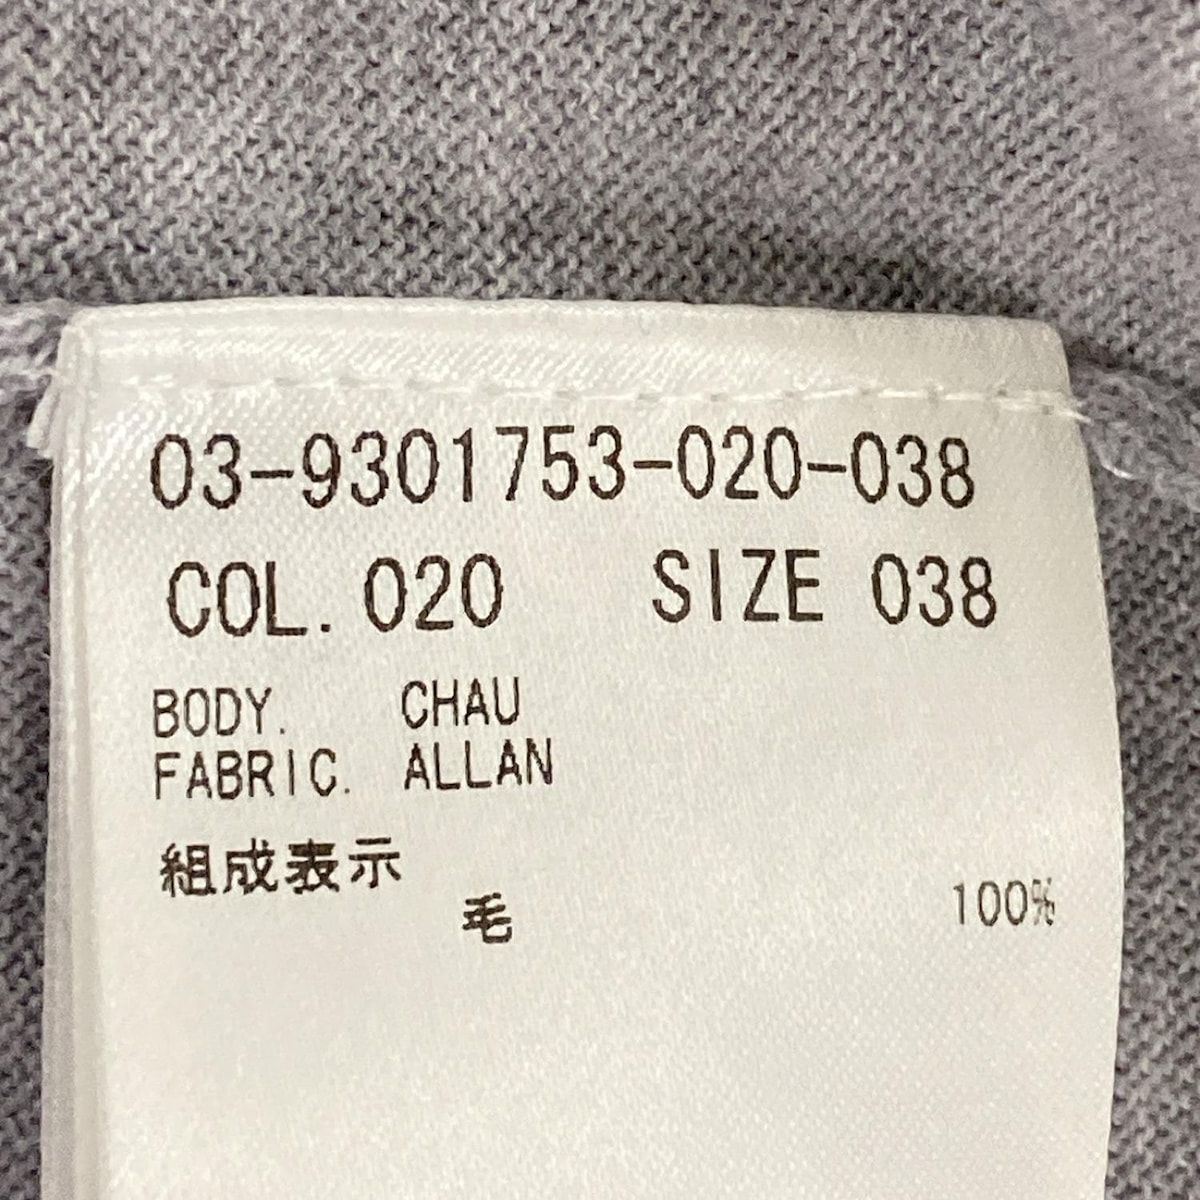 03-9301753-020-038
COL. 020 SIZE 038
BODY. CHAU
FABRIC. ALLAN
組成表示
毛 100%